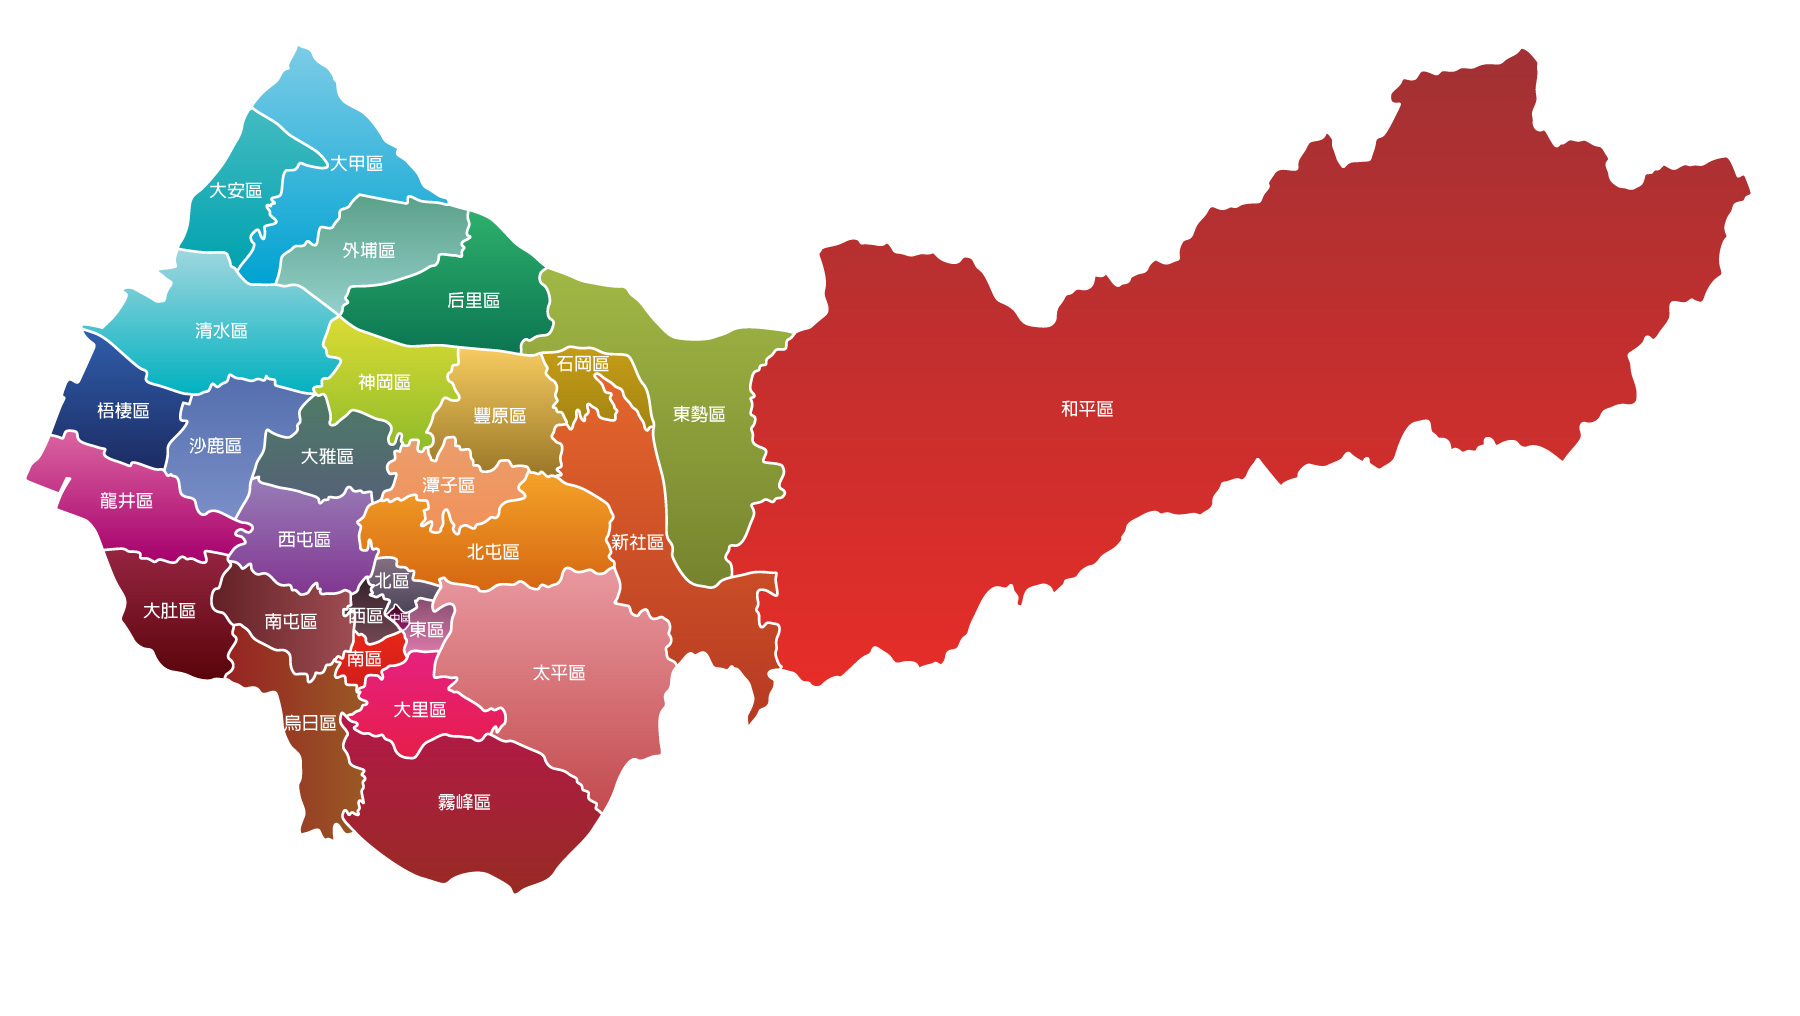 大甲區
大安區
外埔區
后里區
清水區
石岡區
神岡區
和平區
梧棲區
豐原區
東勢區
沙鹿區
大雅區
潭子區
龍井區
西屯區
新社區
北屯區
北區
大肚區
西區
中區
南屯區
東區
南區
太平區
大里區
烏日區
霧峰區